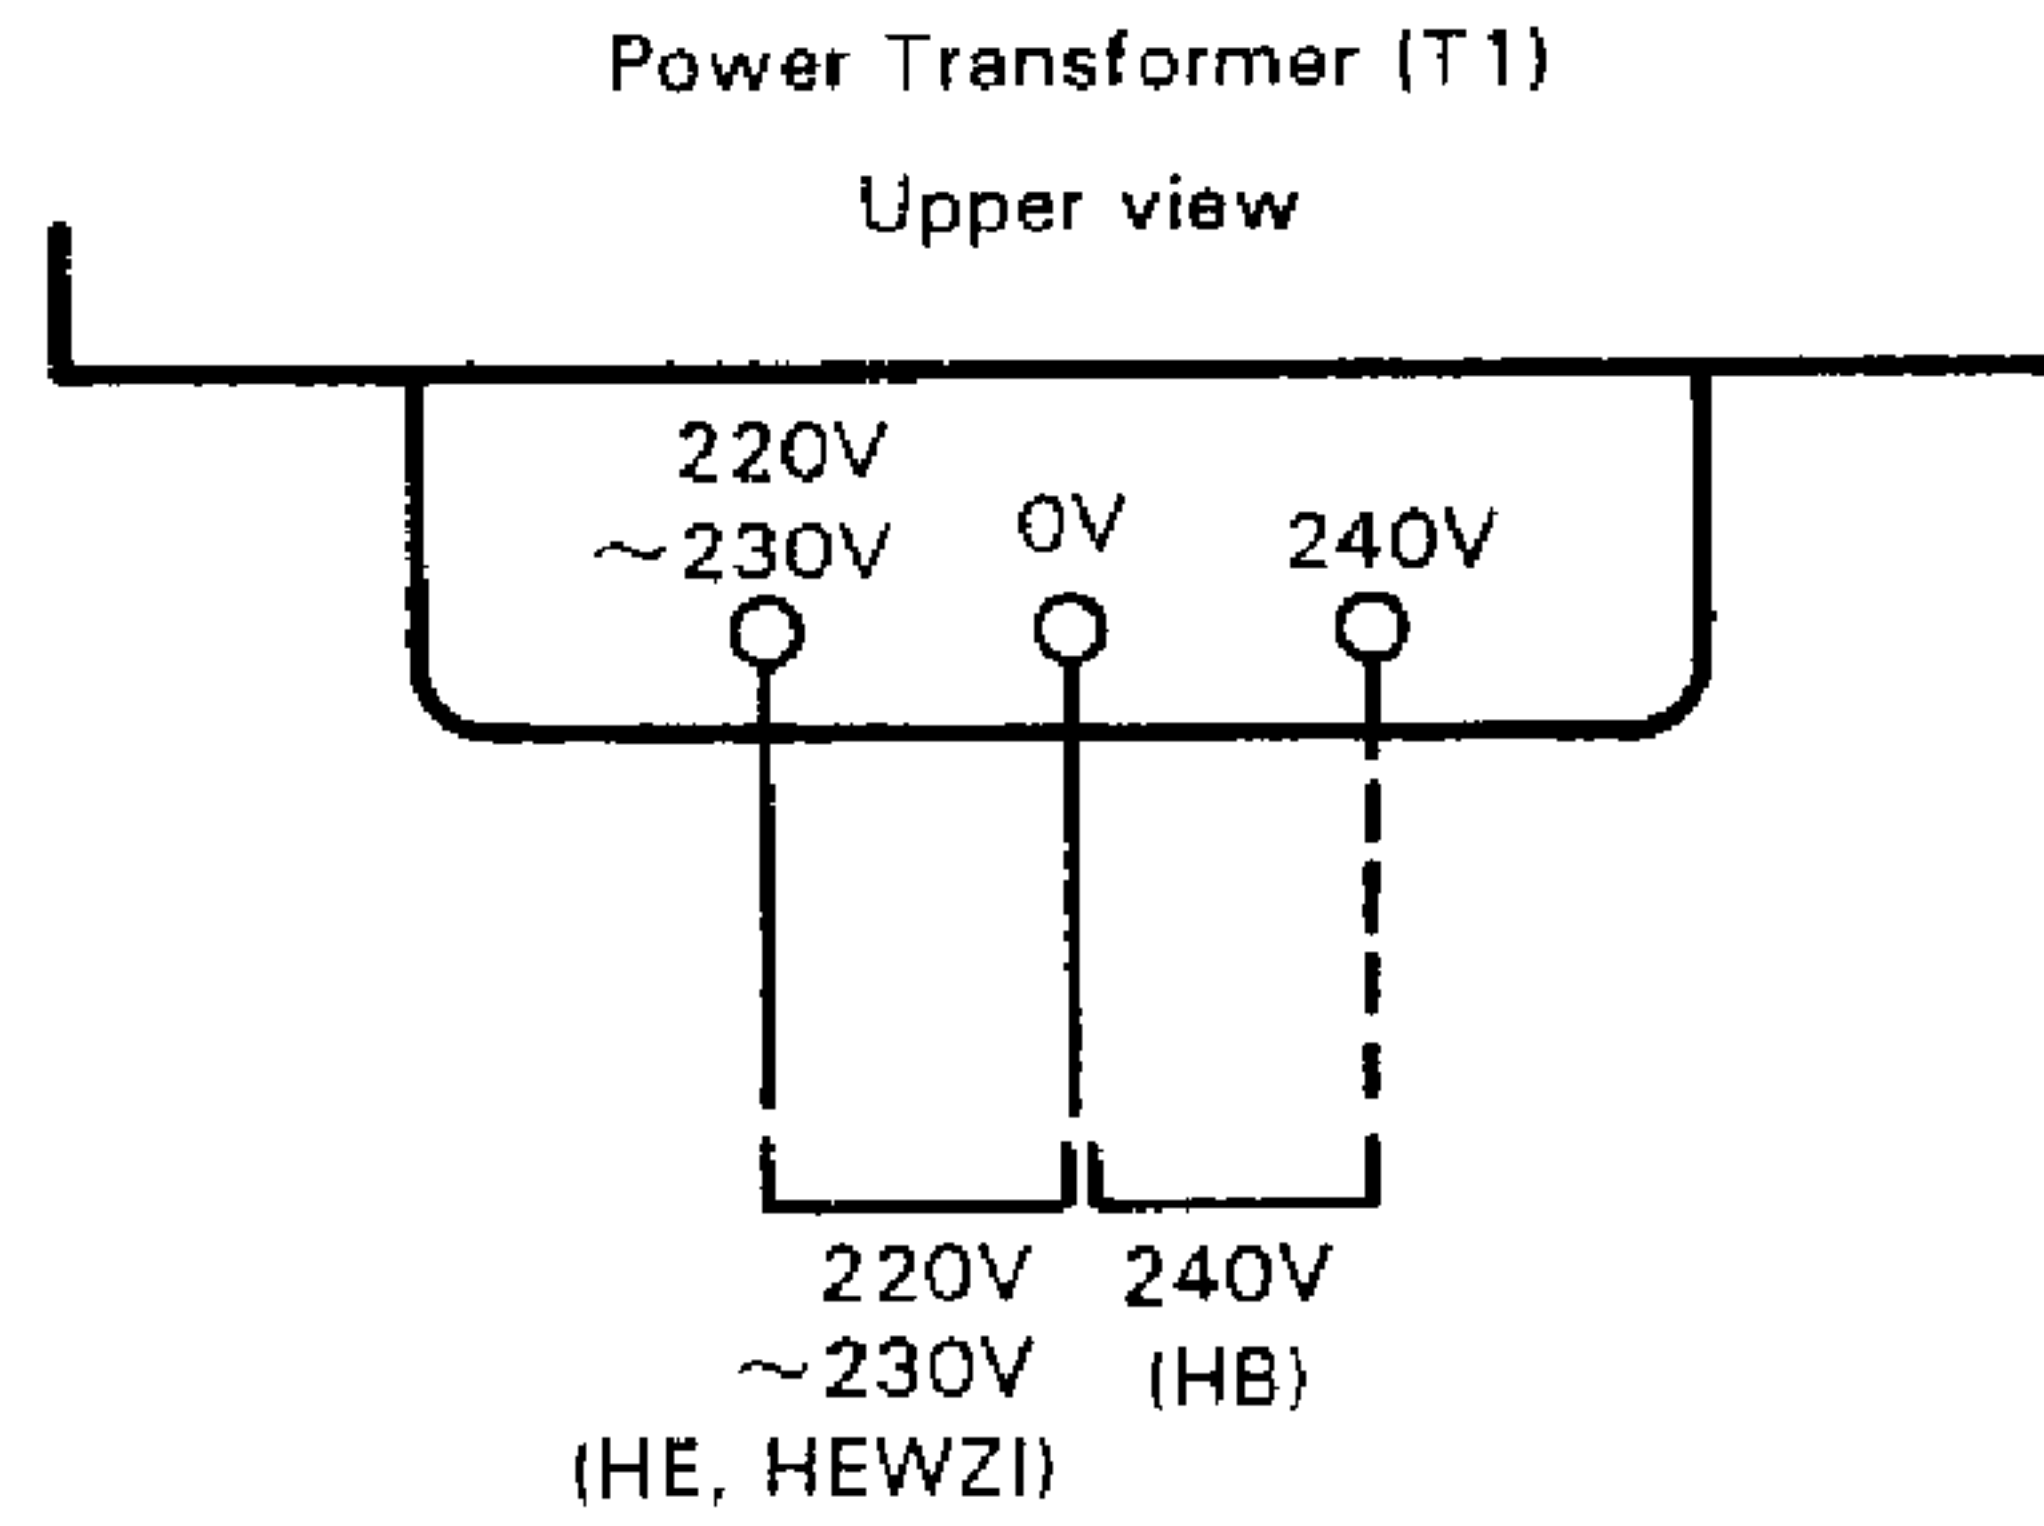 Power Transformer (T1)
Upper view
220V
~230V
0V
240V
220V
~230V
(HE, HEWZI)
240V
(HB)